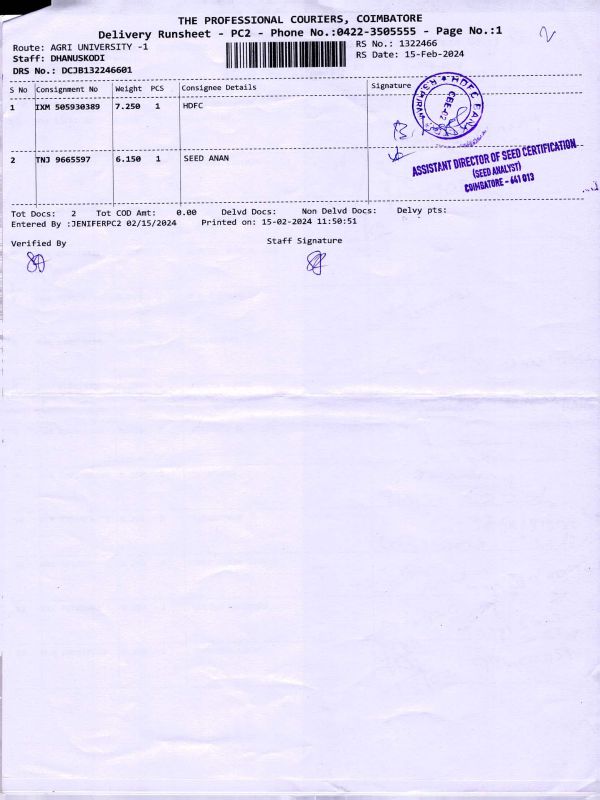 THE PROFESSIONAL COURIERS, COIMBATORE
Delivery Runsheet - PC2 - Phone No.:0422-3505555 - Page No.:1
Route: AGRI UNIVERSITY -1
RS No.: 1322466
Staff: DHANUSKODI
RS Date: 15-Feb-2024
DRS No.: DCJB132246601
S No Consignment No Weight PCS Consignee Details Signature
1 IXM 505930389 7.250 1 HDFC
HDFC BANK
2 TNJ 9665597 6.150 1 SEED ANAN
ASSISTANT DIRECTOR OF SEED CERTIFICATION
(SEED ANALYST)
COIMBATORE - 641 013
Tot Docs: 2 Tot COD Amt: 0.00 Delvd Docs: Non Delvd Docs: Delvy pts:
Entered By :JENIFERPC2 02/15/2024 Printed on: 15-02-2024 11:50:51
Verified By
Staff Signature